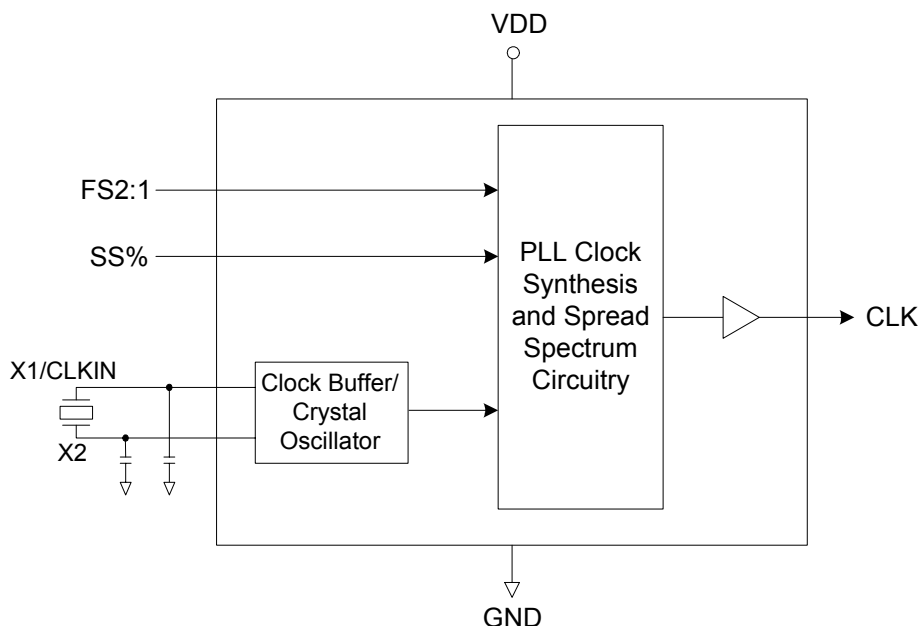 VDD
FS2:1
SS%
PLL Clock
Synthesis
and Spread
Spectrum
Circuitry
CLK
X1/CLKIN
Clock Buffer/
Crystal
Oscillator
X2
GND